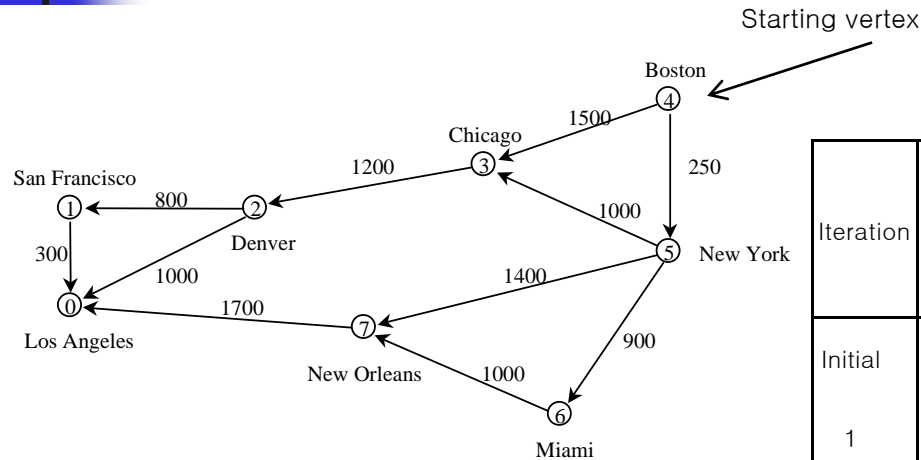 Starting vertex
Boston
4
1500
Chicago
3
250
1200
San Francisco
1
800
2
1000
Iteration
Denver
5
New York
300
1000
1400
0
1700
Los Angeles
7
900
New Orleans
1000
Initial
6
1
Miami